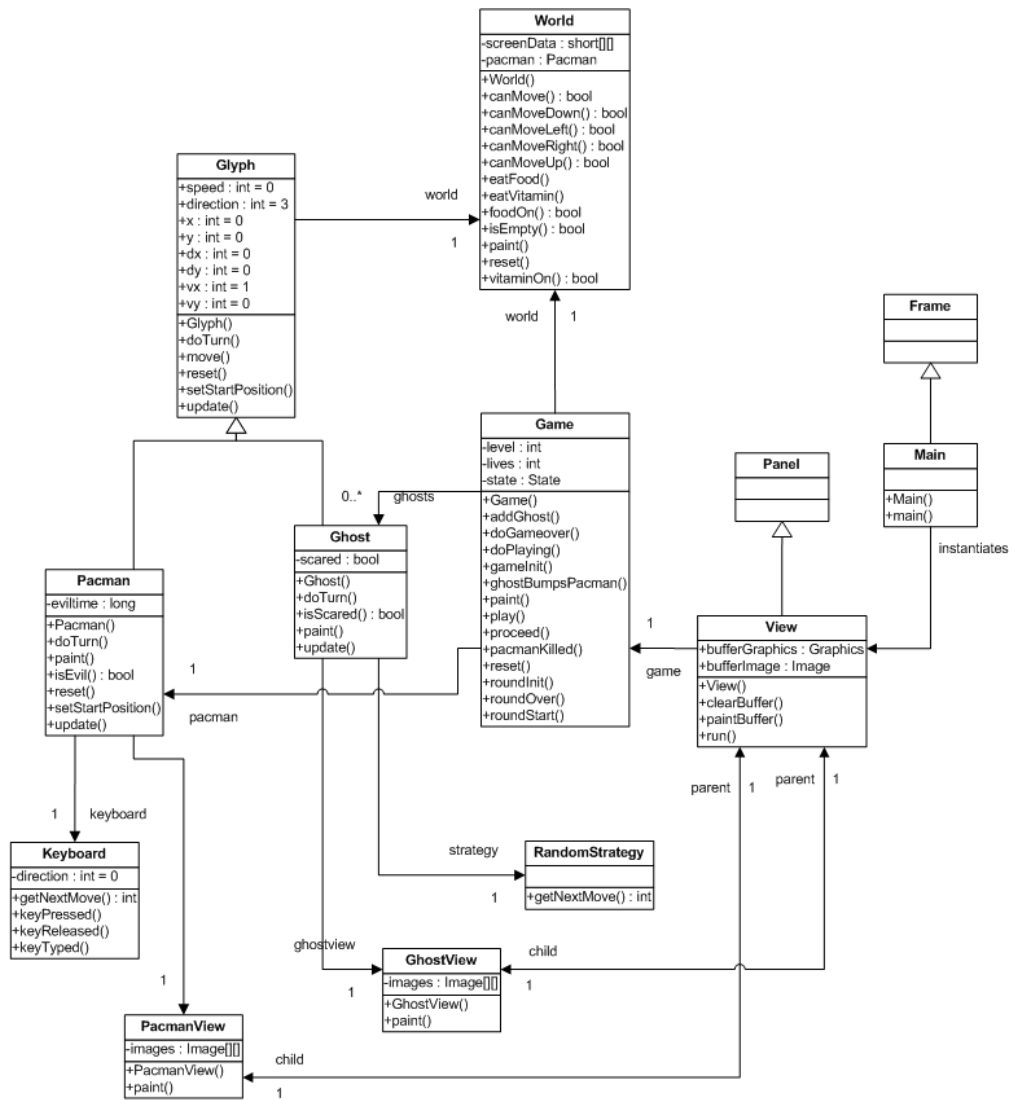 World
-screenData : short[][]
-pacman : Pacman
+World()
+canMove() : bool
+canMoveDown() : bool
+canMoveLeft() : bool
+canMoveRight() : bool
+canMoveUp() : bool
+eatFood()
+eatVitamin()
+foodOn() : bool
+isEmpty() : bool
+paint()
+reset()
+vitaminOn() : bool
Glyph
+speed : int = 0
+direction : int = 3
+x : int = 0
+y : int = 0
+dx : int = 0
+dy : int = 0
+vx : int = 1
+vy : int = 0
+Glyph()
+doTurn()
+move()
+reset()
+setStartPosition()
+update()
world
1
world
1
Frame
Main
+Main()
+main()
instantiates
Panel
Game
-level : int
-lives : int
-state : State
+Game()
+addGhost()
+doGameover()
+doPlaying()
+gameInit()
+ghostBumpsPacman()
+paint()
+play()
+proceed()
+pacmanKilled()
+reset()
+roundInit()
+roundOver()
+roundStart()
0..*
ghosts
Ghost
-scared : bool
+Ghost()
+doTurn()
+isScared() : bool
+paint()
+update()
Pacman
-eviltime : long
+Pacman()
+doTurn()
+paint()
+isEvil() : bool
+reset()
+setStartPosition()
+update()
1
pacman
1
game
View
+bufferGraphics : Graphics
+bufferImage : Image
+View()
+clearBuffer()
+paintBuffer()
+run()
parent
1
parent
1
1
keyboard
Keyboard
-direction : int = 0
+getNextMove() : int
+keyPressed()
+keyReleased()
+keyTyped()
strategy
1
RandomStrategy
+getNextMove() : int
ghostview
1
GhostView
-images : Image[][]
+GhostView()
+paint()
child
1
1
PacmanView
-images : Image[][]
+PacmanView()
+paint()
child
1